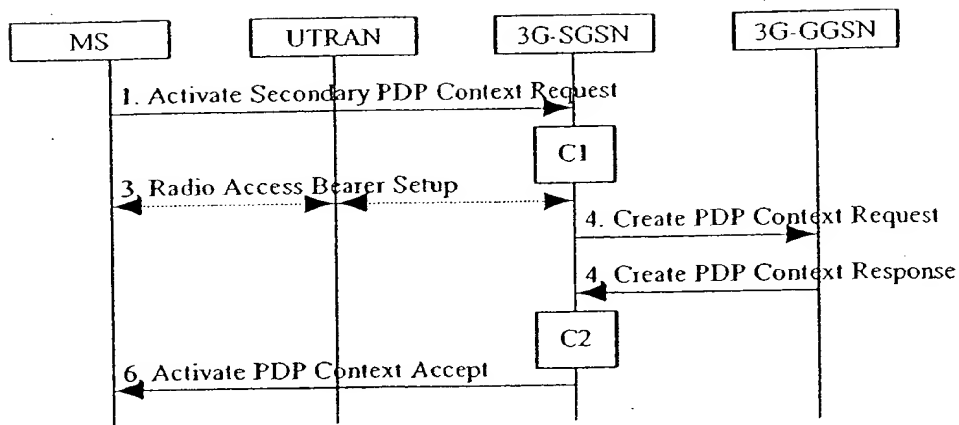 MS UTRAN 3G-SGSN 3G-GGSN
1. Activate Secondary PDP Context Request
C1
3. Radio Access Bearer Setup
4. Create PDP Context Request
4. Create PDP Context Response
C2
6. Activate PDP Context Accept